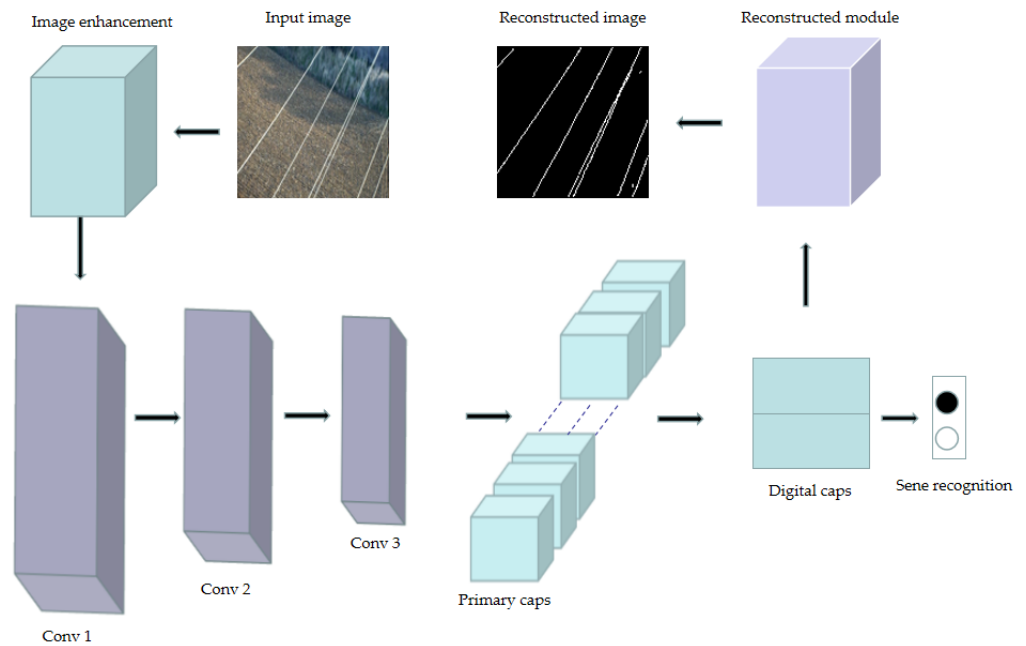 Image enhancement
Input image
Reconstructed image
Reconstructed module
Conv 1
Conv 2
Conv 3
Primary caps
Digital caps
Sene recognition